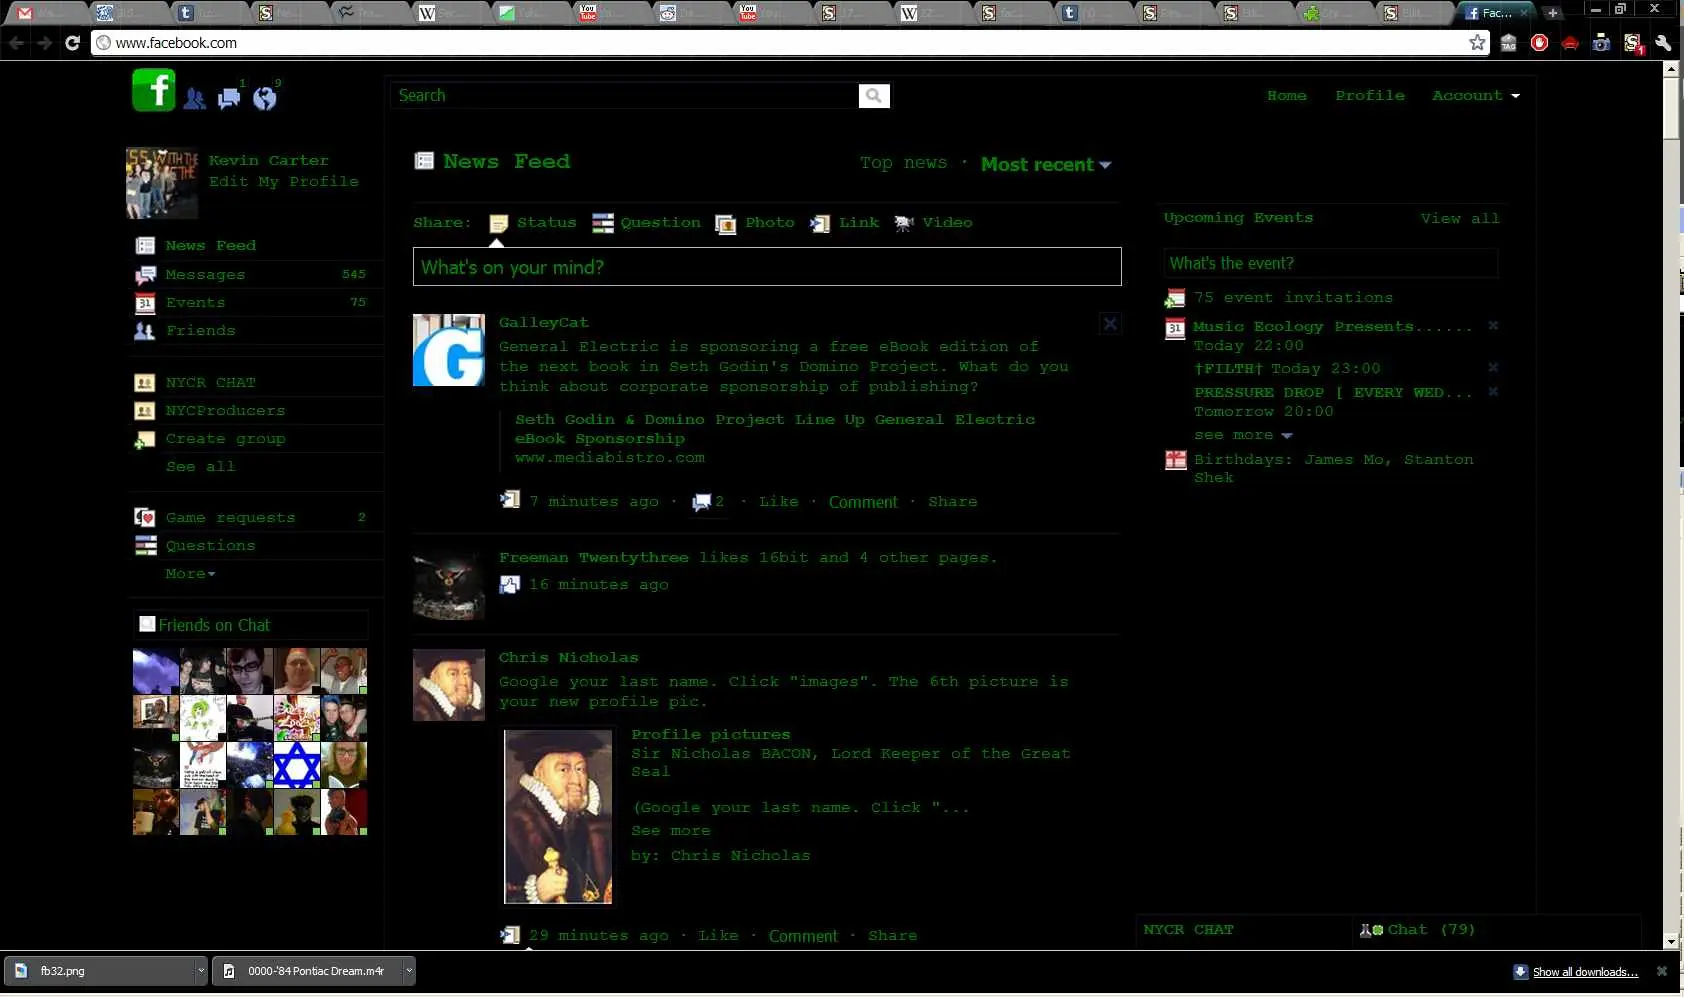 www.facebook.com
Fac...
f
1
9
Search
Home
Profile
Account
Kevin Carter
Edit My Profile
News Feed
Messages 545
Events 75
Friends
NYCR CHAT
NYCProducers
Create group
See all
Game requests 2
Questions
More
Friends on Chat
News Feed
Top news · Most recent
Share: Status Question Photo Link Video
What's on your mind?
GalleyCat
General Electric is sponsoring a free eBook edition of
the next book in Seth Godin's Domino Project. What do you
think about corporate sponsorship of publishing?
Seth Godin & Domino Project Line Up General Electric
eBook Sponsorship
www.mediabistro.com
7 minutes ago · 2 · Like · Comment · Share
Freeman Twentythree likes 16bit and 4 other pages.
16 minutes ago
Chris Nicholas
Google your last name. Click "images". The 6th picture is
your new profile pic.
Profile pictures
Sir Nicholas BACON, Lord Keeper of the Great
Seal
(Google your last name. Click "...
See more
by: Chris Nicholas
29 minutes ago · Like · Comment · Share
Upcoming Events View all
What's the event?
75 event invitations
31
Music Ecology Presents......
Today 22:00
†FILTH† Today 23:00
PRESSURE DROP [ EVERY WED...
Tomorrow 20:00
see more
Birthdays: James Mo, Stanton
Shek
NYCR CHAT
Chat (79)
fb32.png
0000-'84 Pontiac Dream.m4r
Show all downloads...